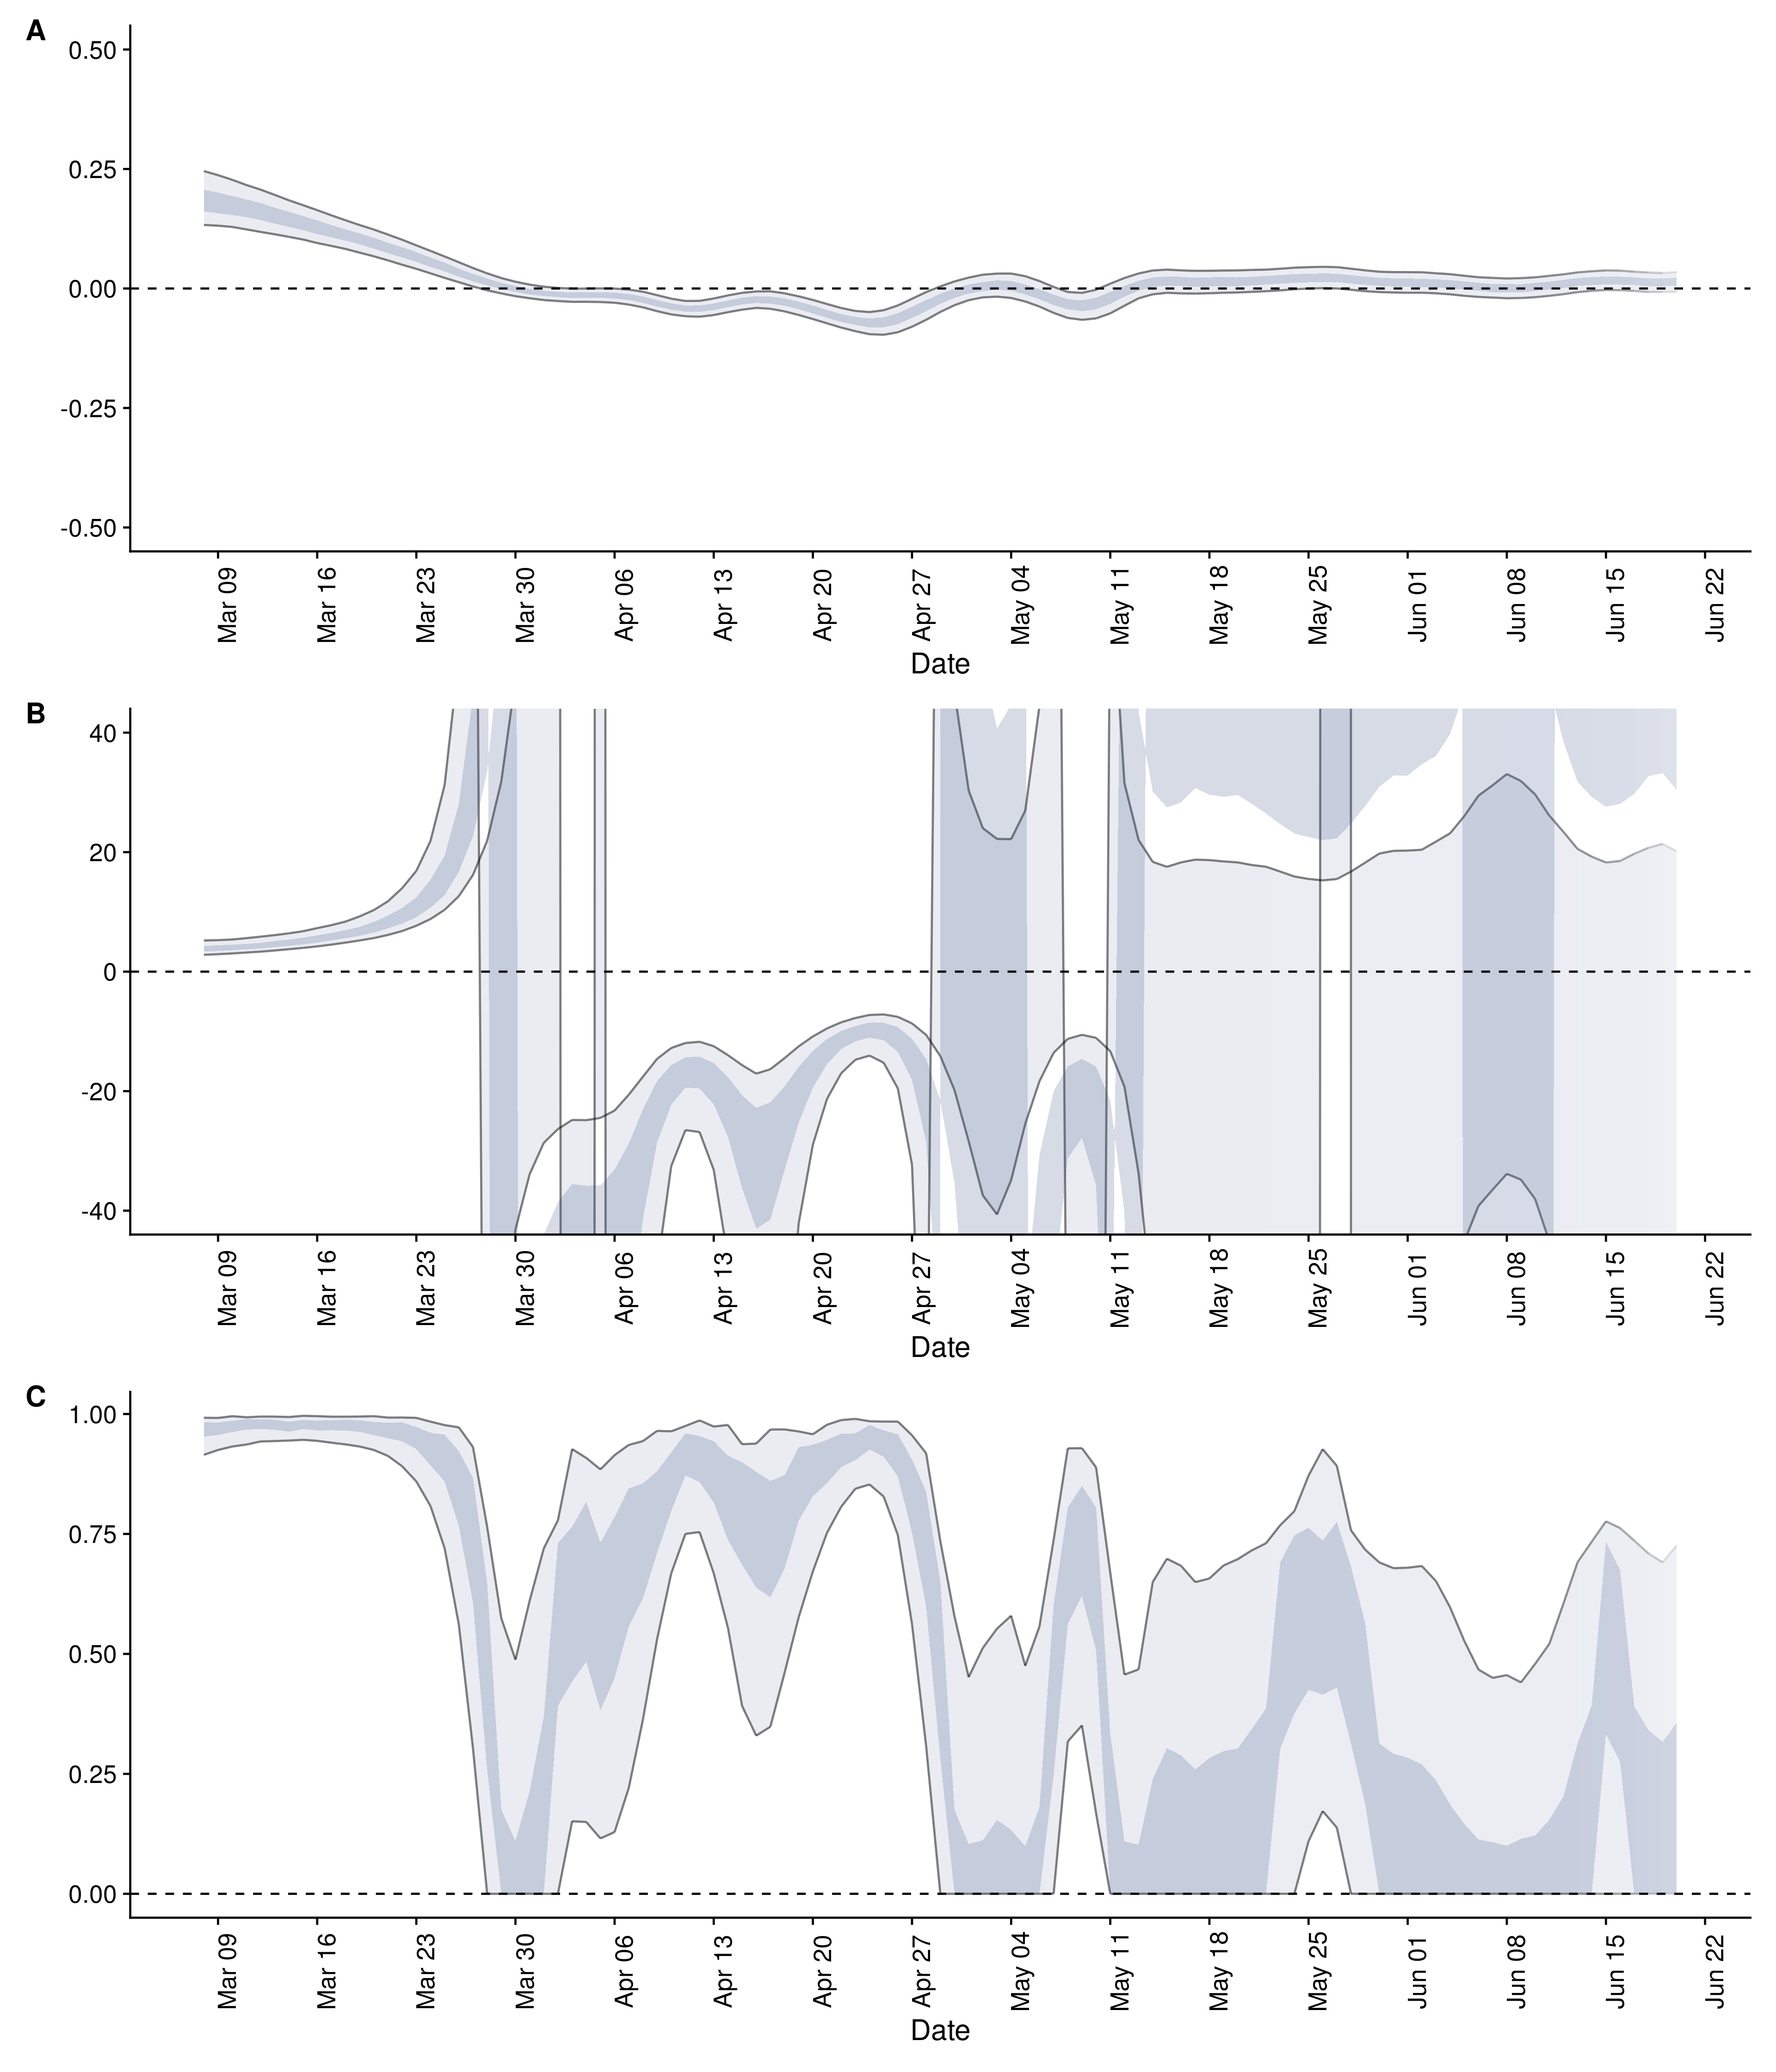 A
0.50
0.25
0.00
-0.25
-0.50
Mar 09
Mar 16
Mar 23
Mar 30
Apr 06
Apr 13
Apr 20
Apr 27
May 04
May 11
May 18
May 25
Jun 01
Jun 08
Jun 15
Jun 22
Date
B
40
20
0
-20
-40
Mar 09
Mar 16
Mar 23
Mar 30
Apr 06
Apr 13
Apr 20
Apr 27
May 04
May 11
May 18
May 25
Jun 01
Jun 08
Jun 15
Jun 22
Date
C
1.00
0.75
0.50
0.25
0.00
Mar 09
Mar 16
Mar 23
Mar 30
Apr 06
Apr 13
Apr 20
Apr 27
May 04
May 11
May 18
May 25
Jun 01
Jun 08
Jun 15
Jun 22
Date